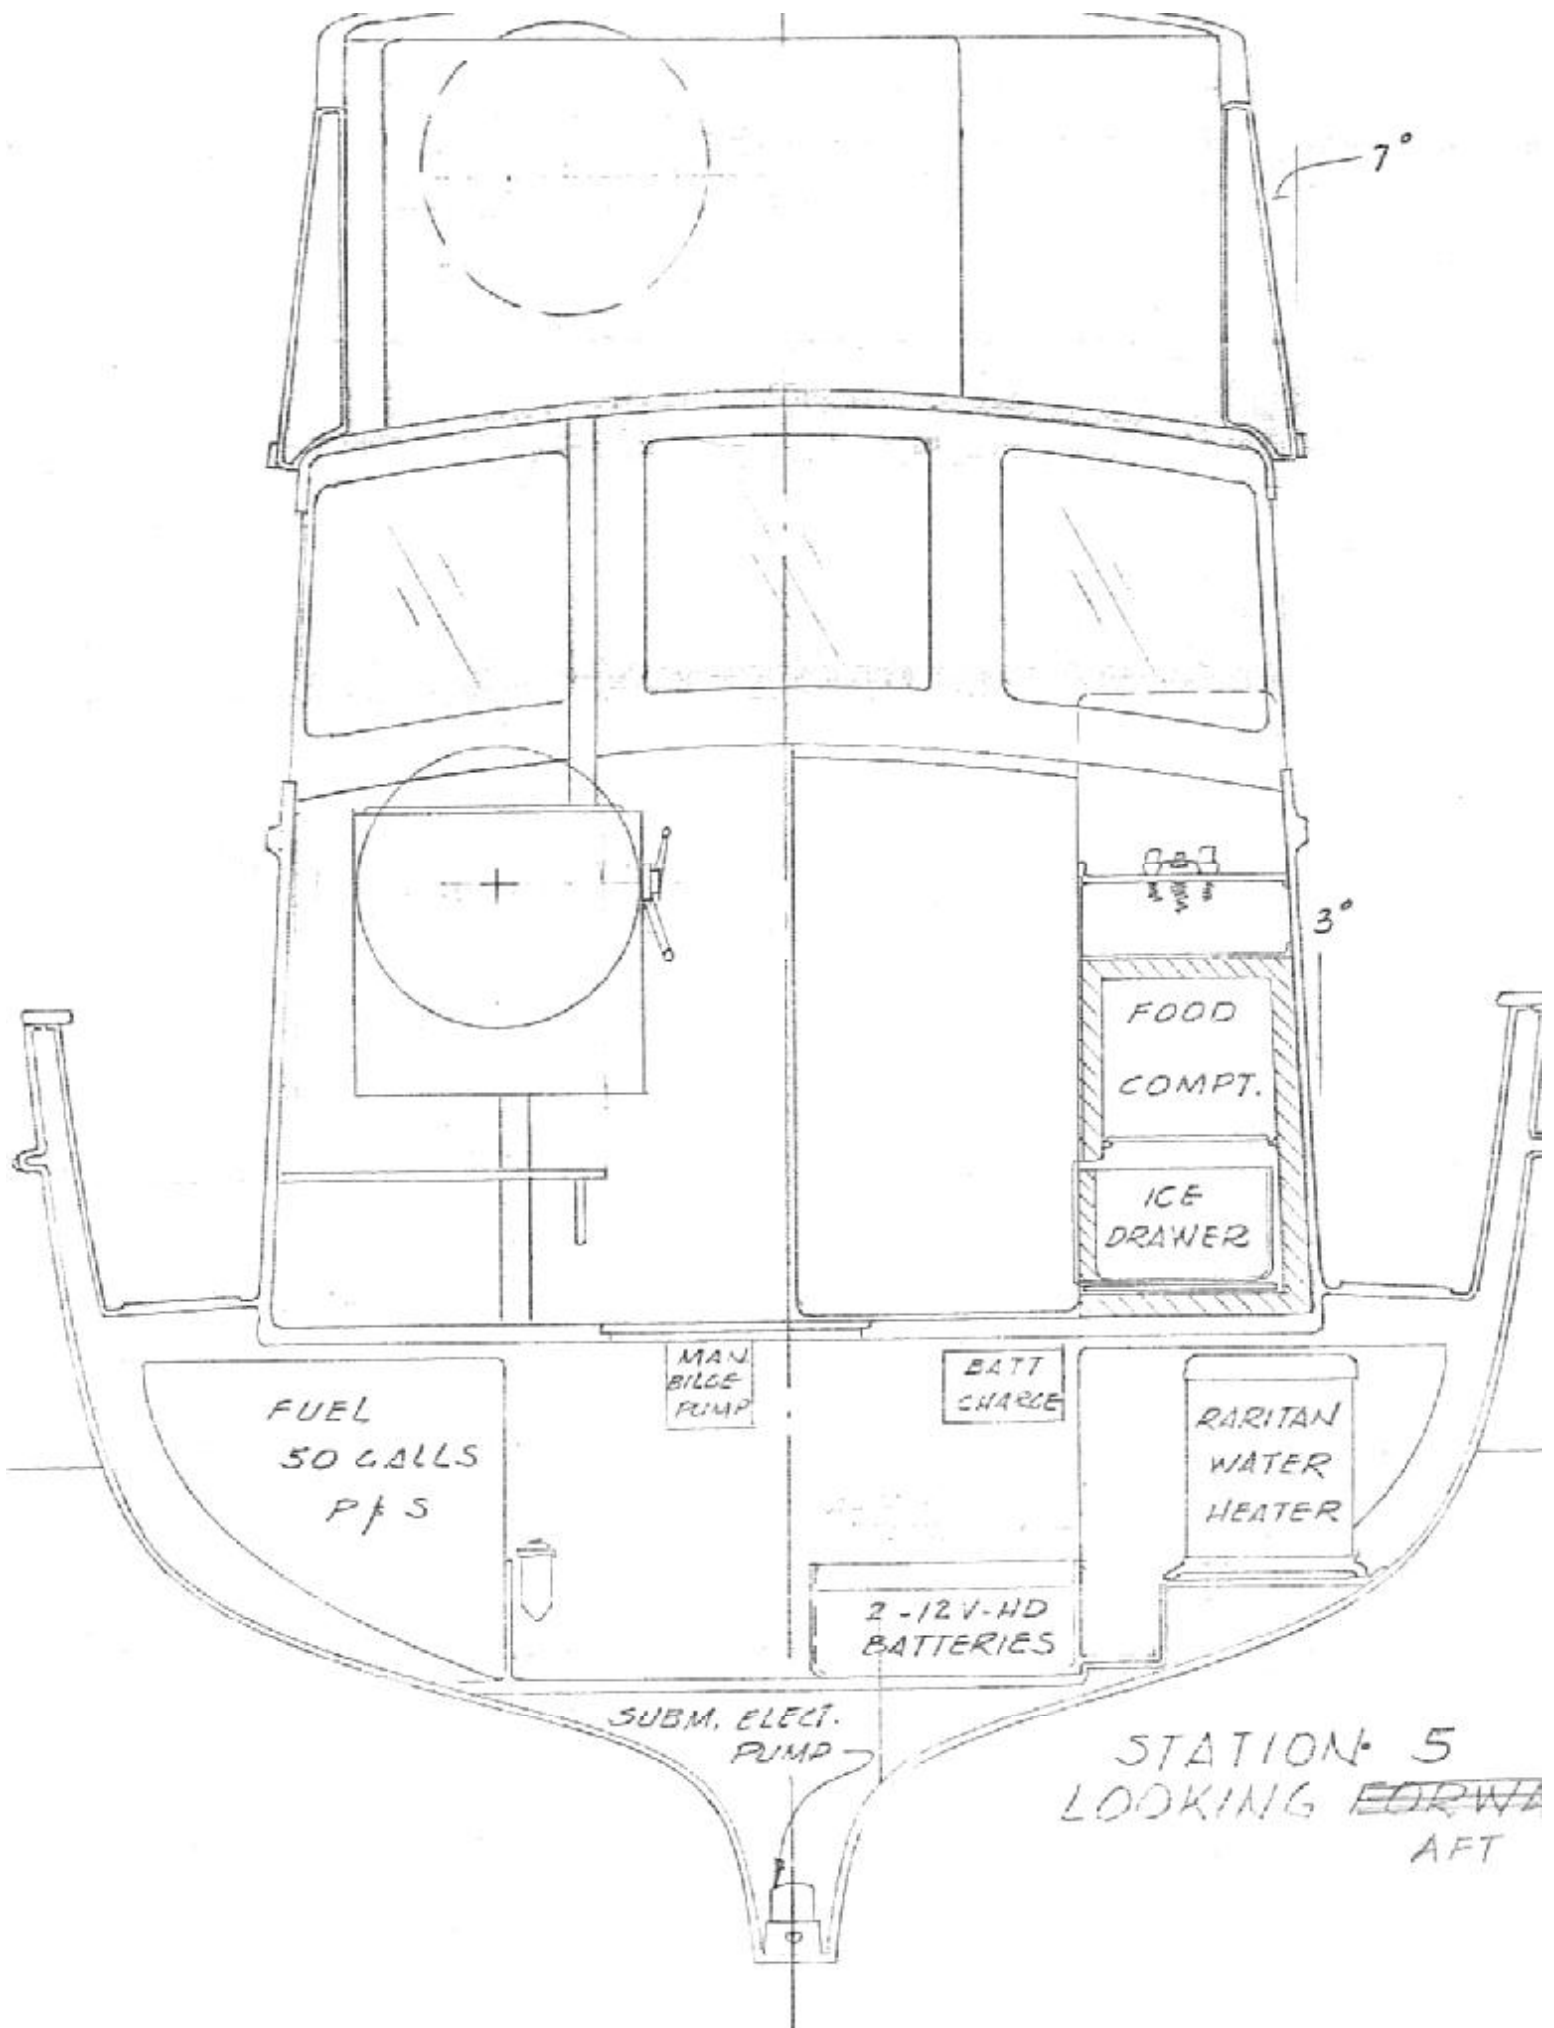 7°
3°
FOOD
COMPT.
ICE
DRAWER
MAN.
BILGE
PUMP
BATT
CHARGE
FUEL
50 GALLS
P & S
RARITAN
WATER
HEATER
2-12V-HD
BATTERIES
SUBM. ELECT.
PUMP
STATION 5
LOOKING FORWA
AFT